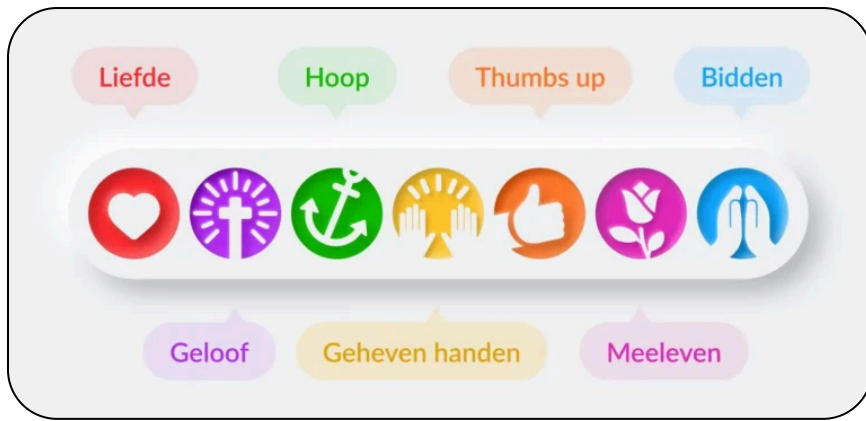 Liefde
Hoop
Thumbs up
Bidden
Geloof
Geheven handen
Meeleven